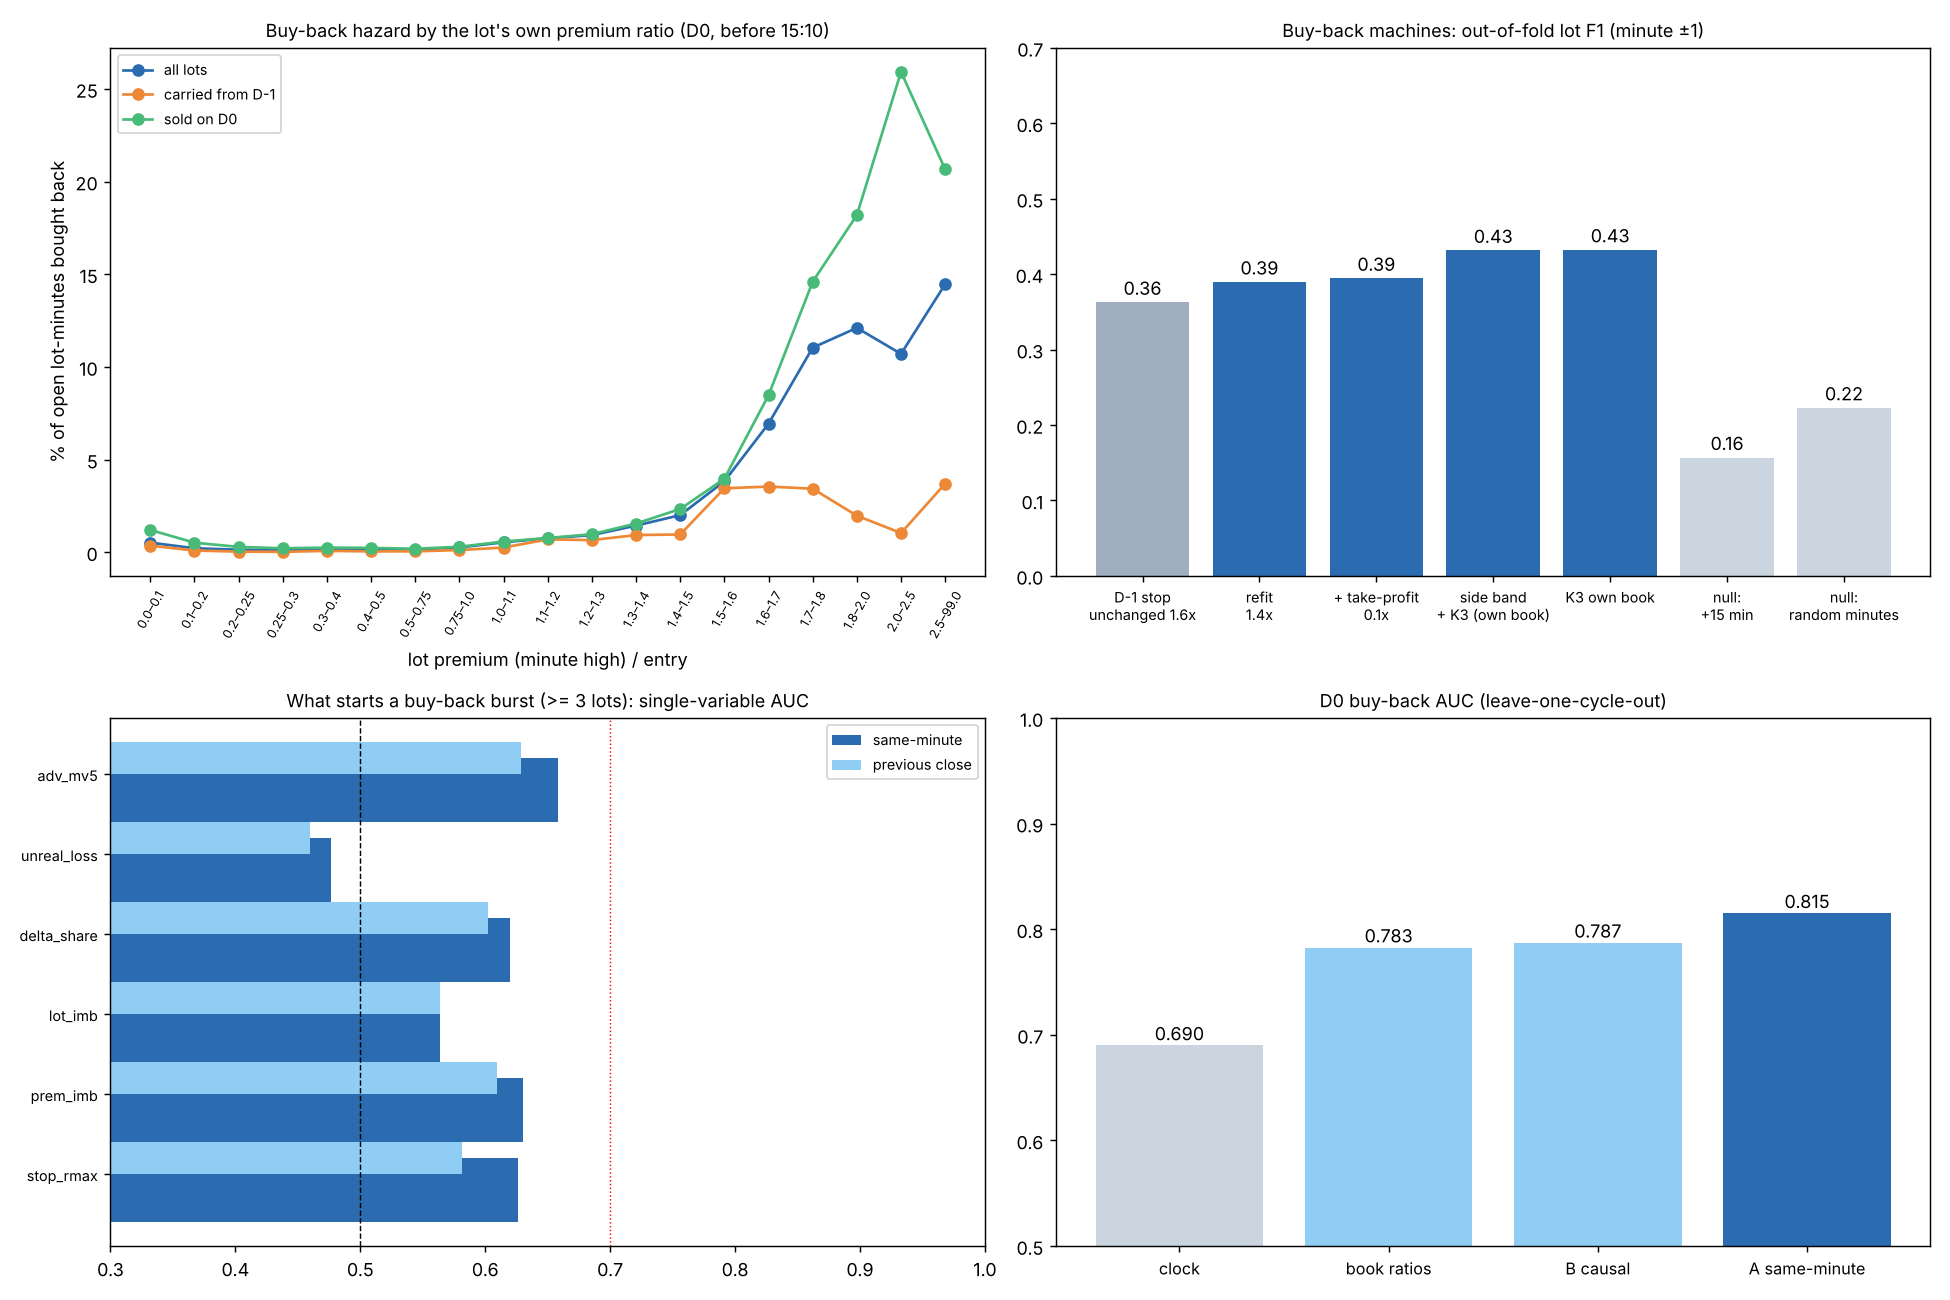 Buy-back hazard by the lot's own premium ratio (D0, before 15:10)
all lots
carried from D-1
sold on D0
% of open lot-minutes bought back
25
20
15
10
5
0
0.0–0.1
0.1–0.2
0.2–0.25
0.25–0.3
0.3–0.4
0.4–0.5
0.5–0.75
0.75–1.0
1.0–1.1
1.1–1.2
1.2–1.3
1.3–1.4
1.4–1.5
1.5–1.6
1.6–1.7
1.7–1.8
1.8–2.0
2.0–2.5
2.5–99.0
lot premium (minute high) / entry
Buy-back machines: out-of-fold lot F1 (minute ±1)
0.7
0.6
0.5
0.4
0.3
0.2
0.1
0.0
0.36
0.39
0.39
0.43
0.43
0.16
0.22
D-1 stop
unchanged 1.6x
refit
1.4x
+ take-profit
0.1x
side band
+ K3 (own book)
K3 own book
null:
+15 min
null:
random minutes
What starts a buy-back burst (>= 3 lots): single-variable AUC
same-minute
previous close
adv_mv5
unreal_loss
delta_share
lot_imb
prem_imb
stop_rmax
0.3
0.4
0.5
0.6
0.7
0.8
0.9
1.0
D0 buy-back AUC (leave-one-cycle-out)
1.0
0.9
0.8
0.7
0.6
0.5
0.690
0.783
0.787
0.815
clock
book ratios
B causal
A same-minute